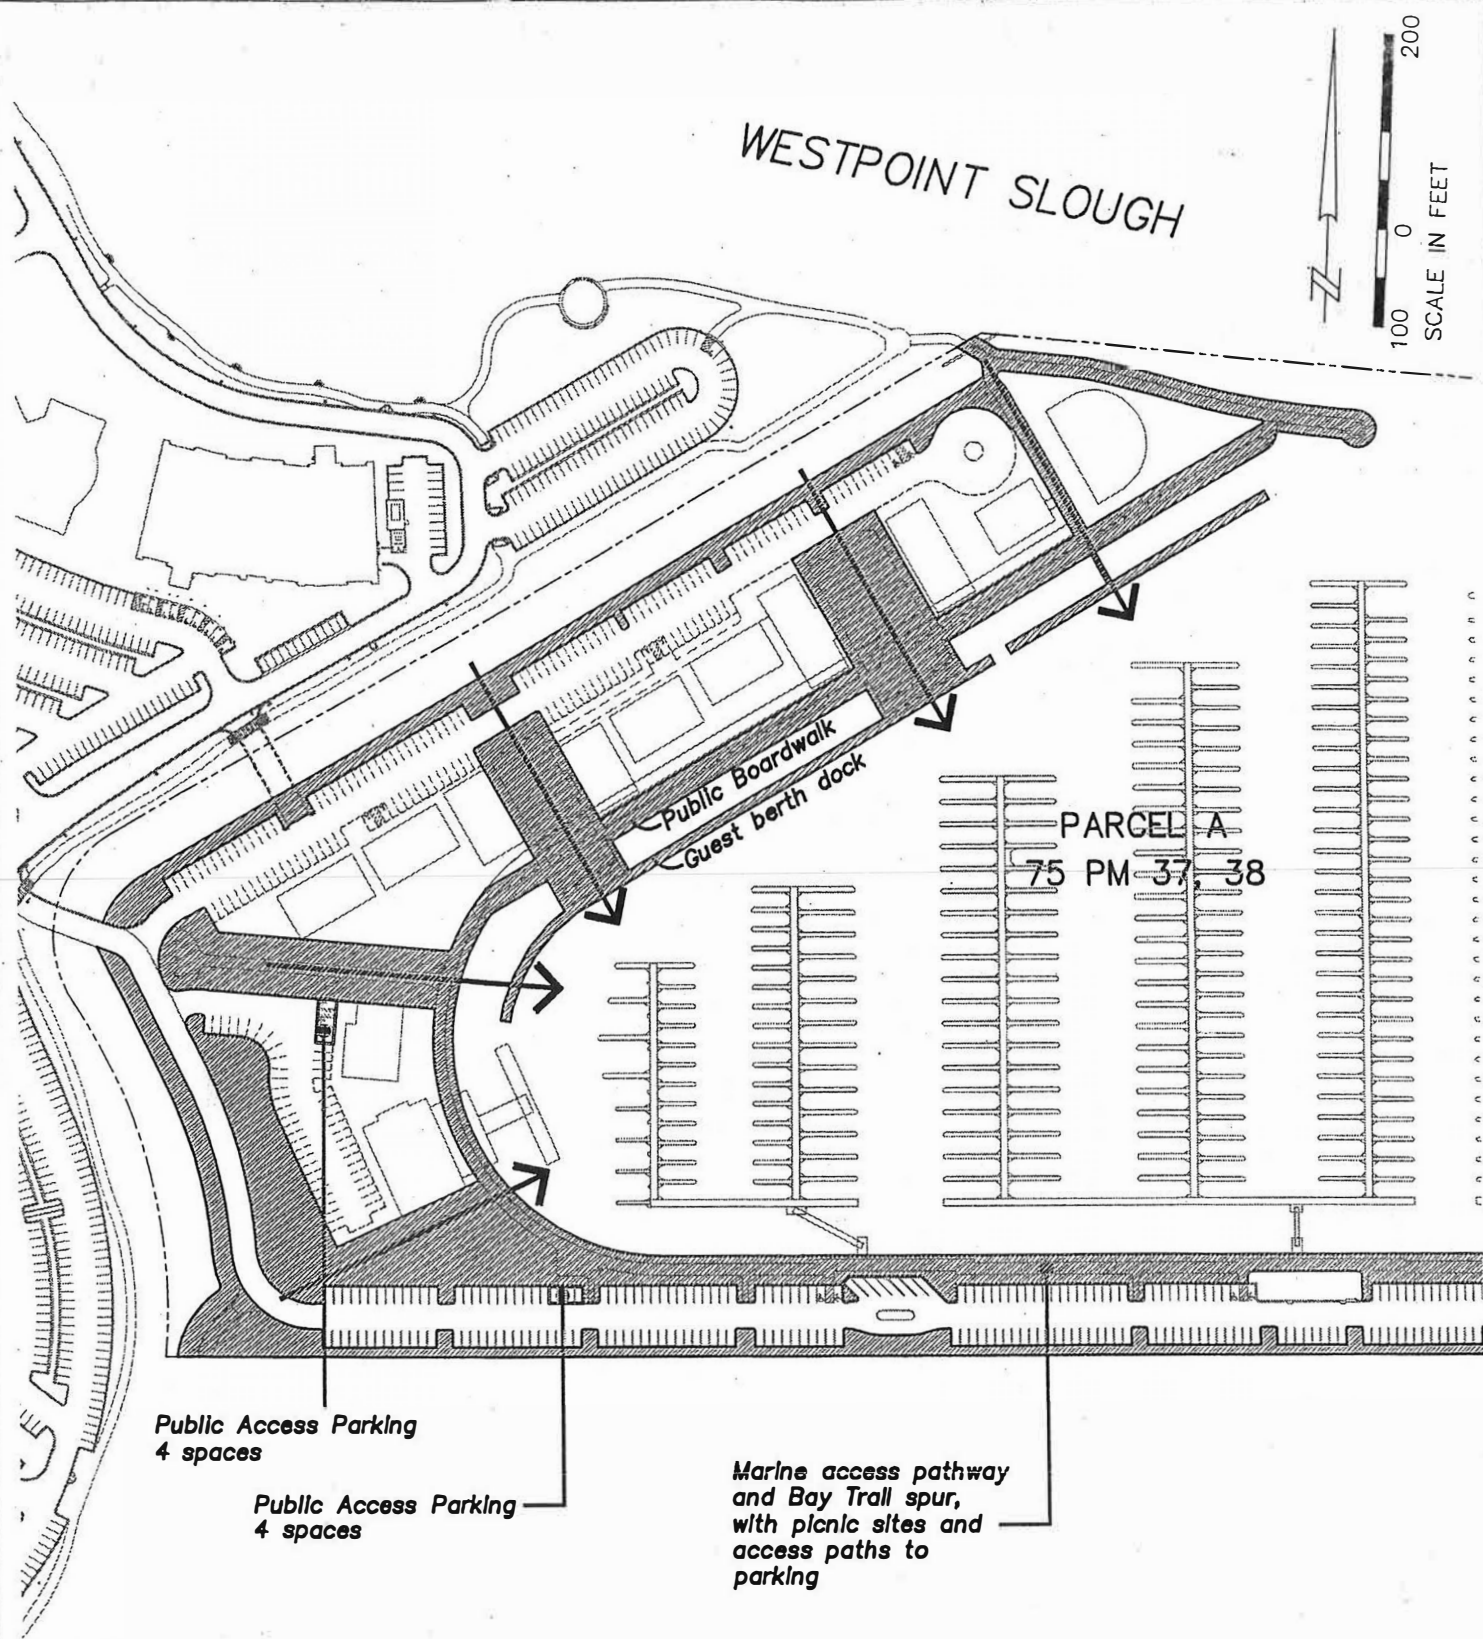 WESTPOINT SLOUGH
N
100 0 200
SCALE IN FEET
Public Boardwalk
Guest berth dock
PARCEL A
75 PM 37, 38
Public Access Parking
4 spaces
Public Access Parking
4 spaces
Marine access pathway
and Bay Trail spur,
with picnic sites and
access paths to
parking